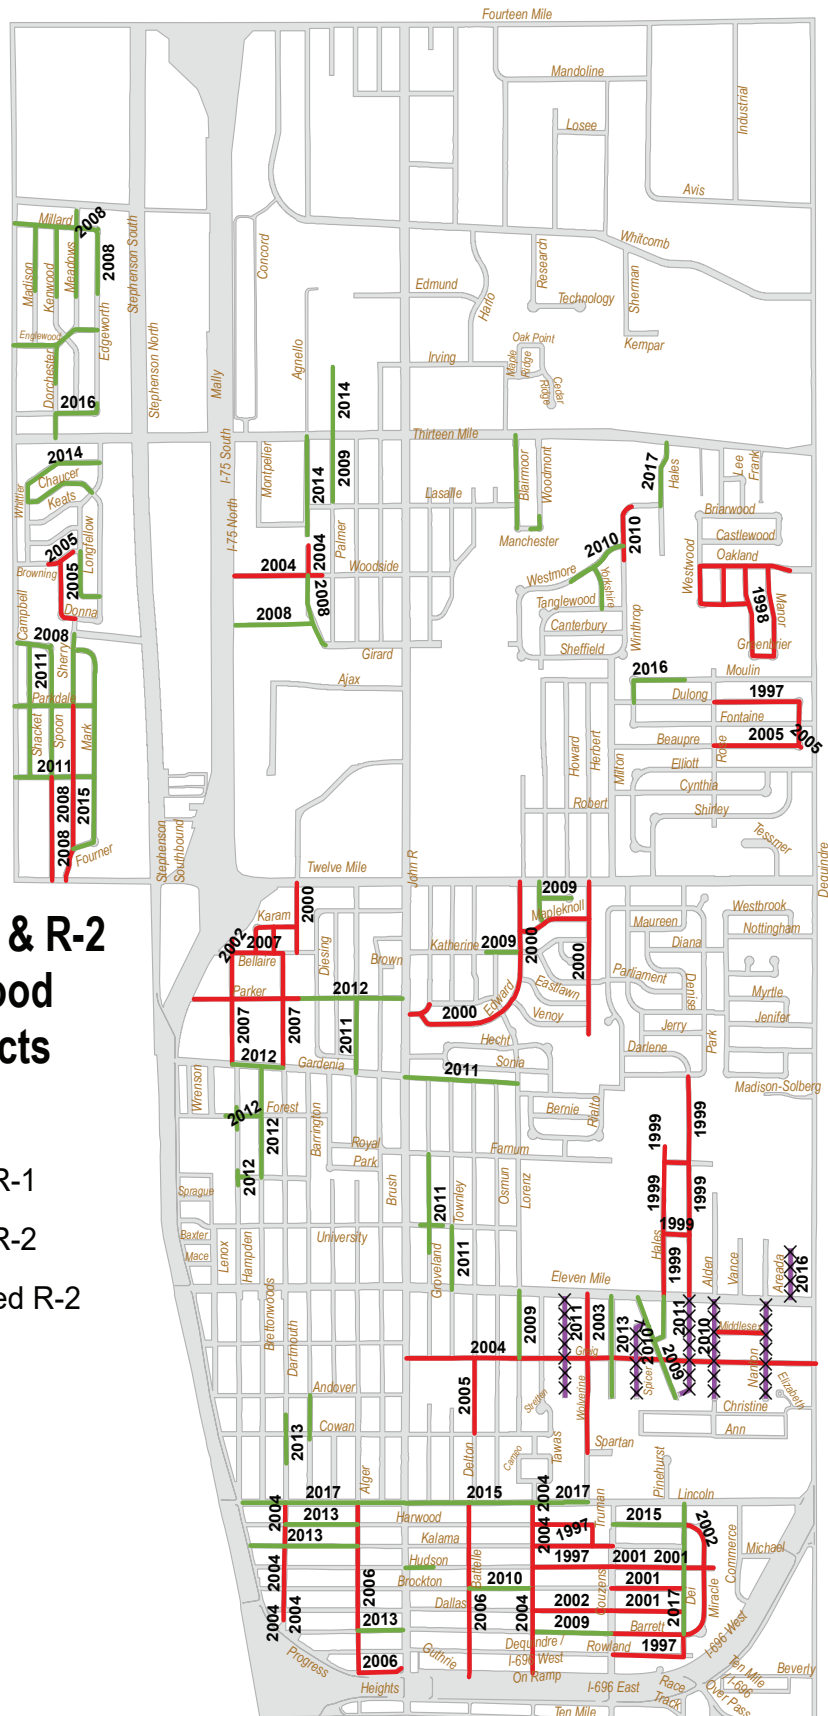 Fourteen Mile
Mandoline
Industrial
Losee
Avis
Millard
2008
Stephenson South
Concord
Whitcomb
Madison
Kenwood
Meadows
2008
Research
Sherman
Edmund
Harlo
Technology
Englewood
Edgeworth
Stephenson North
Agnello
Oak Point
Kempar
Irving
Maple Ridge
Cedar Ridge
Dorchester
Mally
2014
2016
Thirteen Mile
I-75 South
2014
Montpelier
2014
2009
Blairmoor
Woodmont
2017
Hales
Lee
Frank
Chaucer
Whittier
Keats
Lasalle
Briarwood
I-75 North
Palmer
Manchester
2010
Castlewood
Longfellow
2005
2004
2004
Woodside
2010
Westwood
Oakland
Browning
2005
Westmore
Yorkshire
Campbell
Donna
2008
2008
Tanglewood
1998
Manor
Canterbury
Winthrop
2008
Sherry
2011
Girard
Sheffield
Greenbrier
Ajax
2016
Moulin
Parkdale
Dulong
1997
Shacket
Spoon
Mark
Howard
Herbert
Fontaine
Beaupre
Rose
2005
2005
Milton
Elliott
2011
Cynthia
2008
2008
2015
Robert
Shirley
Fourner
Stephenson
Southbound
Tessmer
Twelve Mile
John R
Dequindre
& R-2
ood
cts
Karam
2000
2009
Mapleknoll
Westbrook
Maureen
Nottingham
2002
2007
Bellaire
Diesing
Brown
Katherine
2009
2000
2000
Diana
Parliament
Denise
Parker
2012
Edward
Eastlawn
Myrtle
2007
2007
2011
2000
Venoy
Jenifer
Jerry
Park
Hecht
Darlene
2012
Gardenia
Sonia
2011
Madison-Solberg
Wrenson
2012
Forest
2012
Barrington
Bernie
Rialto
1999
1999
Royal
Park
Farnum
R-1
2012
Sprague
Brush
2011
Townley
Osmun
Lorenz
1999
1999
R-2
Baxter
Mace
Lenox
Hampden
University
2011
Groveland
1999
Hales
1999
Alden
Vance
Areada
2016
Eleven Mile
ed R-2
Brettonwoods
Dartmouth
2009
2011
2003
2013
2010
2011
2010
Middlesex
2004
Graig
Spicer
2009
Nanton
Elizabeth
Andover
2005
Stretten
Wolverine
Christine
Cowan
2013
Ann
Alger
Delton
Cameo
Tawas
Spartan
Pinehurst
2017
2015
2004
2017
Truman
Lincoln
2004
2013
Harwood
2004
1997
2015
2002
Commerce
2013
Kalama
Michael
2004
2006
Hudson
Battelle
1997
2001
2001
Brockton
2010
Couzens
2001
2004
2004
Dallas
2006
2004
2002
2001
2017
Dei
Miracle
2013
2009
Barrett
I-696 West
Progress
Guthrie
Dequindre /
I-696 West
On Ramp
Rowland
1997
2006
Ten Mile
/ I-696
Over Pass
Beverly
Heights
I-696 East
Race
Track
Ten Mile